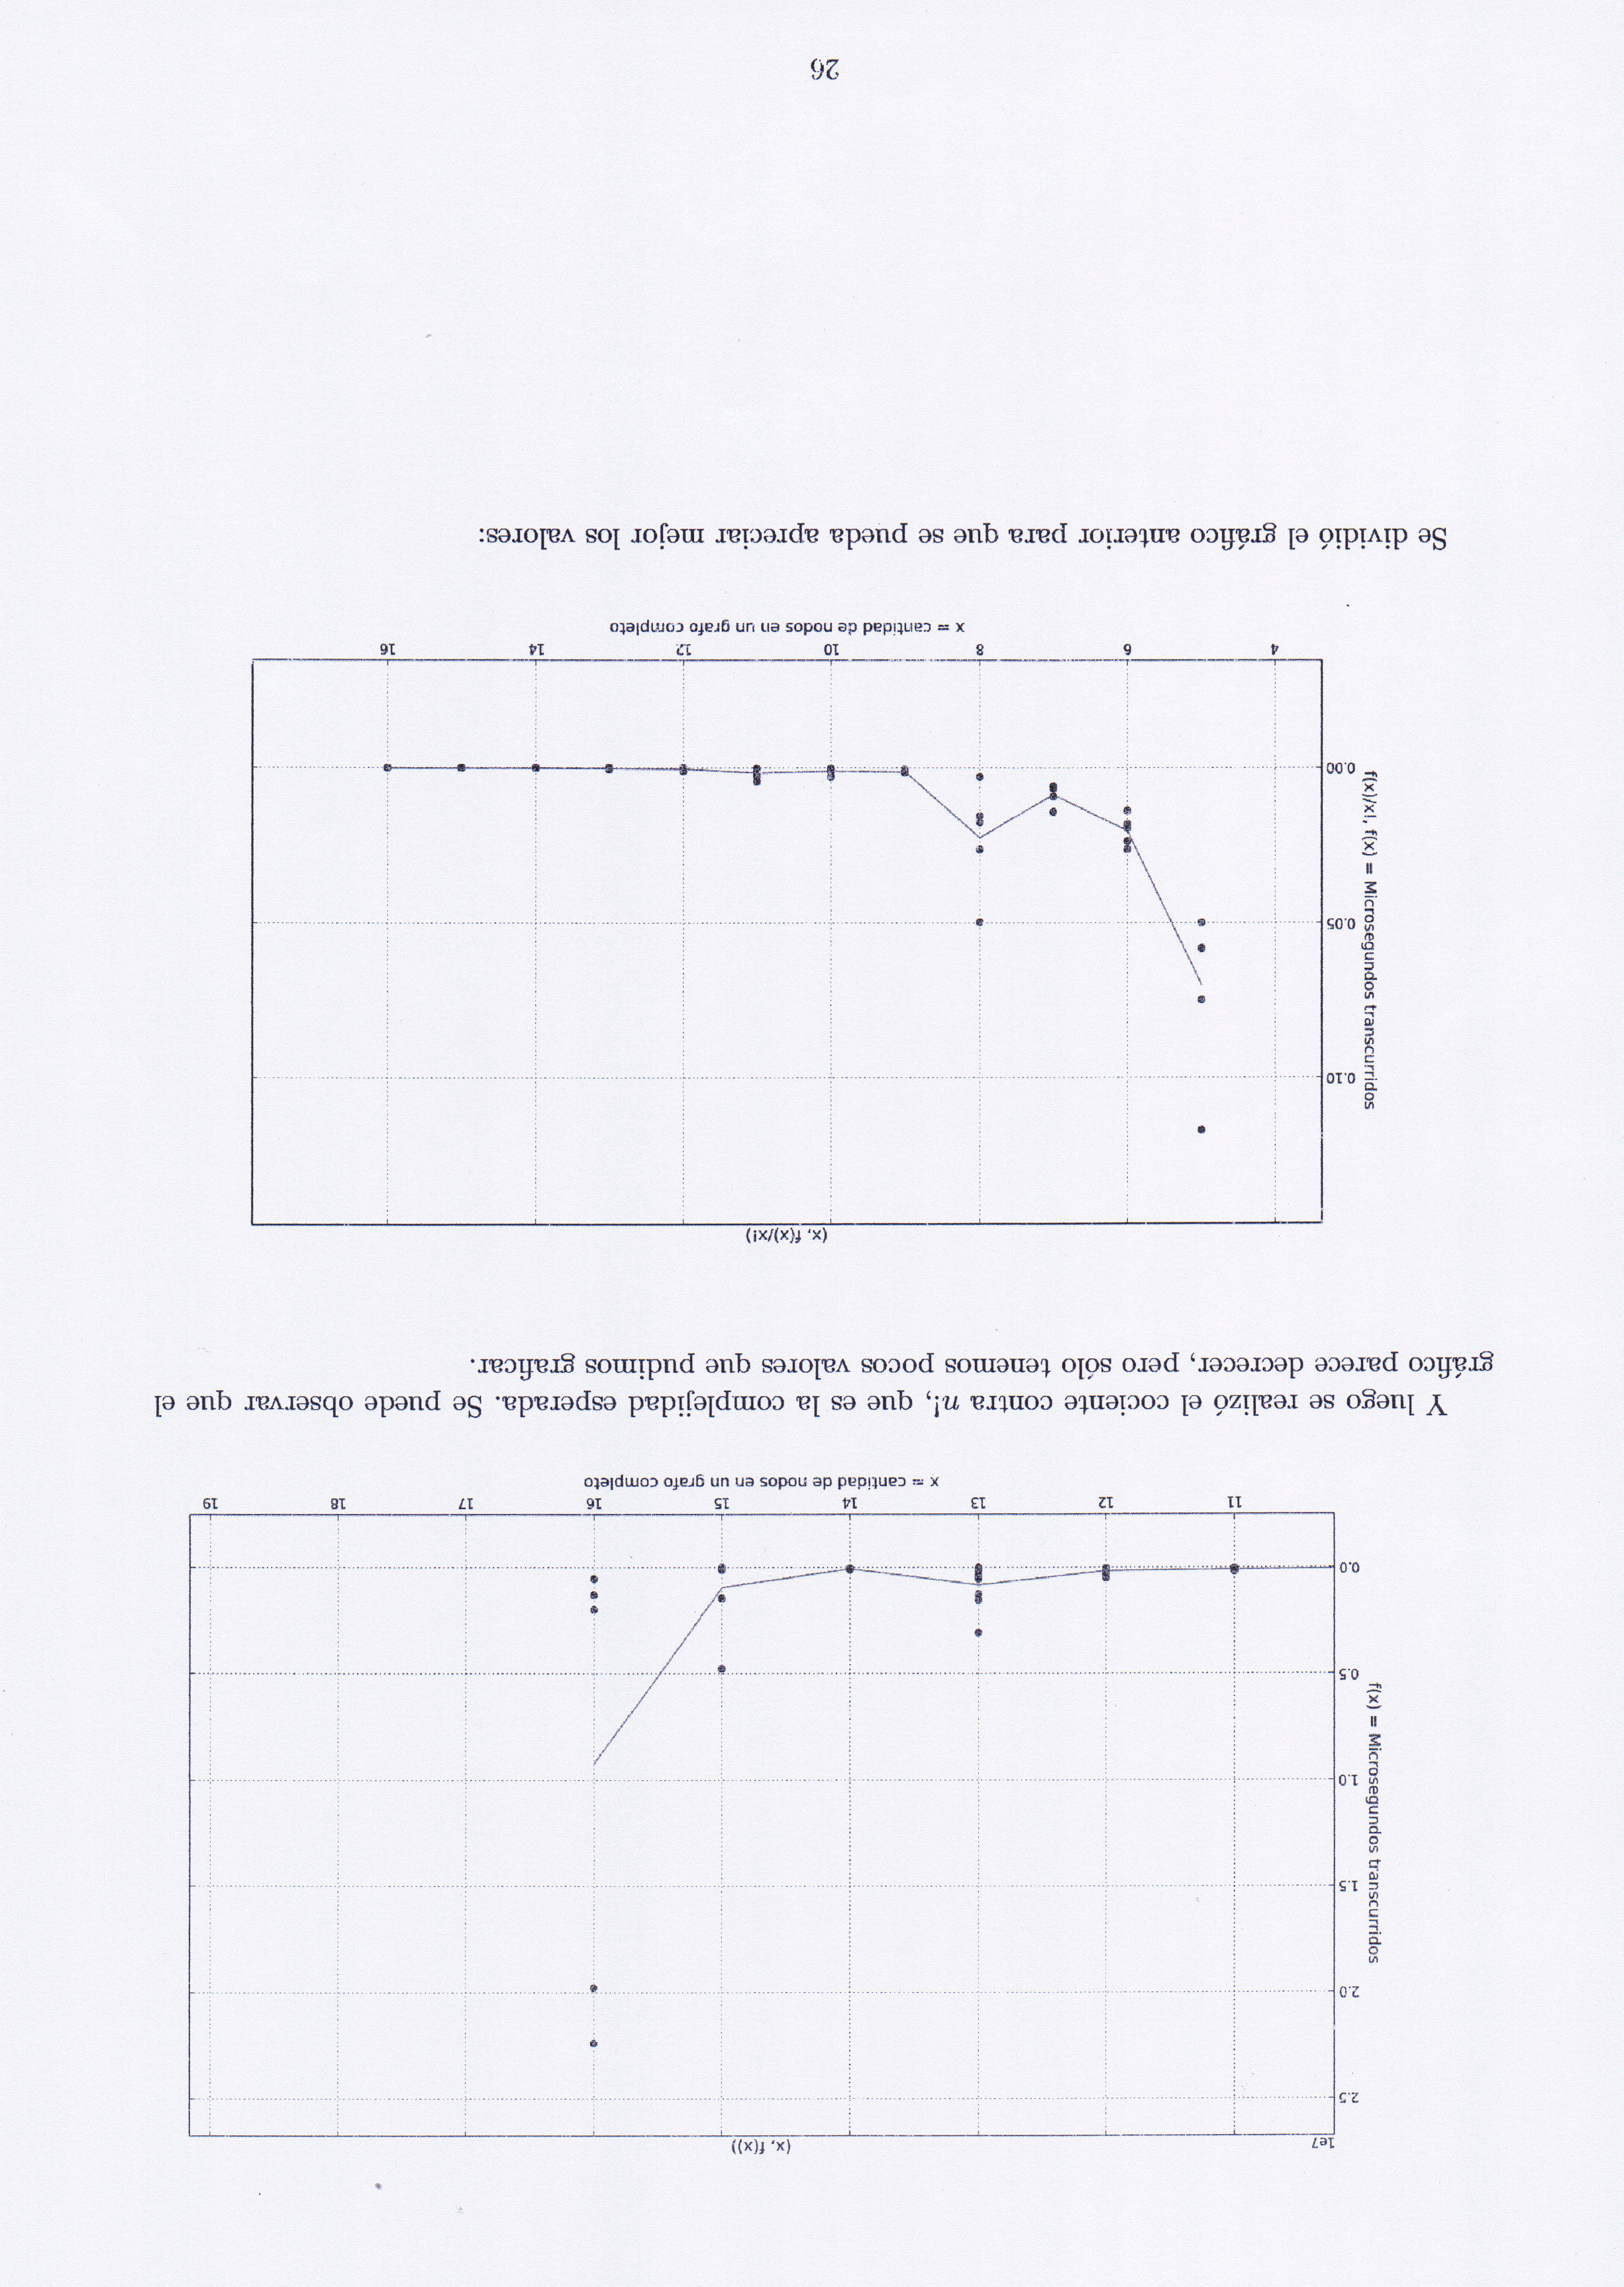 (x, f(x))
1e7
2.5
2.0
1.5
1.0
0.5
0.0
f(x) = Microsegundos transcurridos
11 12 13 14 15 16 17 18 19
x = cantidad de nodos en un grafo completo
Y luego se realizó el cociente contra n!, que es la complejidad esperada. Se puede observar que el
gráfico parece decrecer, pero sólo tenemos pocos valores que pudimos graficar.
(x, f(x)/x!)
0.10
0.05
0.00
f(x)/x!, f(x) = Microsegundos transcurridos
4 6 8 10 12 14 16
x = cantidad de nodos en un grafo completo
Se dividió el gráfico anterior para que se pueda apreciar mejor los valores:
26